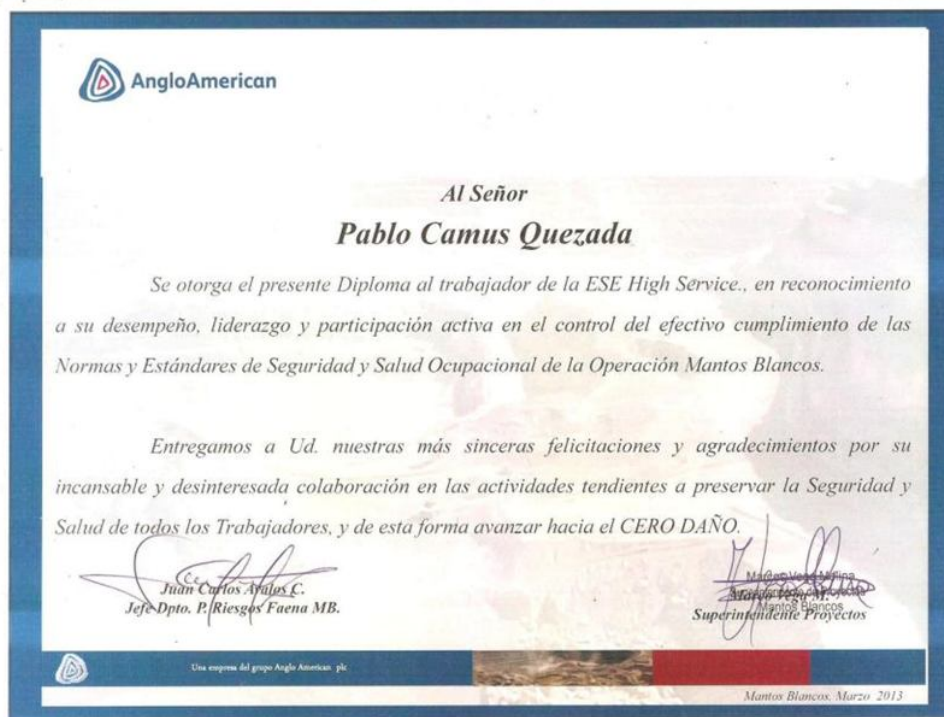 AngloAmerican
Al Señor
Pablo Camus Quezada
Se otorga el presente Diploma al trabajador de la ESE High Service., en reconocimiento
a su desempeño, liderazgo y participación activa en el control del efectivo cumplimiento de las
Normas y Estándares de Seguridad y Salud Ocupacional de la Operación Mantos Blancos.
Entregamos a Ud. nuestras más sinceras felicitaciones y agradecimientos por su
incansable y desinteresada colaboración en las actividades tendientes a preservar la Seguridad y
Salud de todos los Trabajadores, y de esta forma avanzar hacia el CERO DAÑO.
Juan Carlos Avalos C.
Jefe Dpto. P. Riesgos Faena MB.
Vega
Vega M.
Mantos Blancos
Superintendente Proyectos
Una empresa del grupo Anglo American plc
Mantos Blancos, Marzo 2013